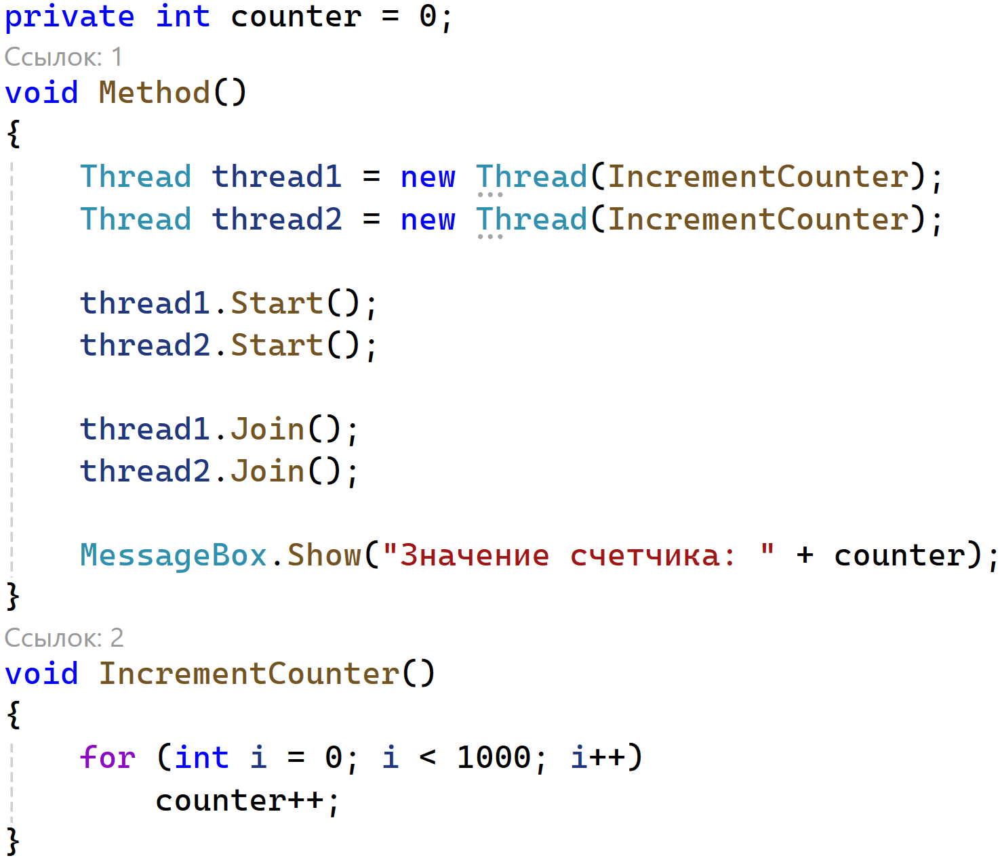 private int counter = 0;
Ссылок: 1
void Method()
{
    Thread thread1 = new Thread(IncrementCounter);
    Thread thread2 = new Thread(IncrementCounter);

    thread1.Start();
    thread2.Start();

    thread1.Join();
    thread2.Join();

    MessageBox.Show("Значение счетчика: " + counter);
}
Ссылок: 2
void IncrementCounter()
{
    for (int i = 0; i < 1000; i++)
        counter++;
}